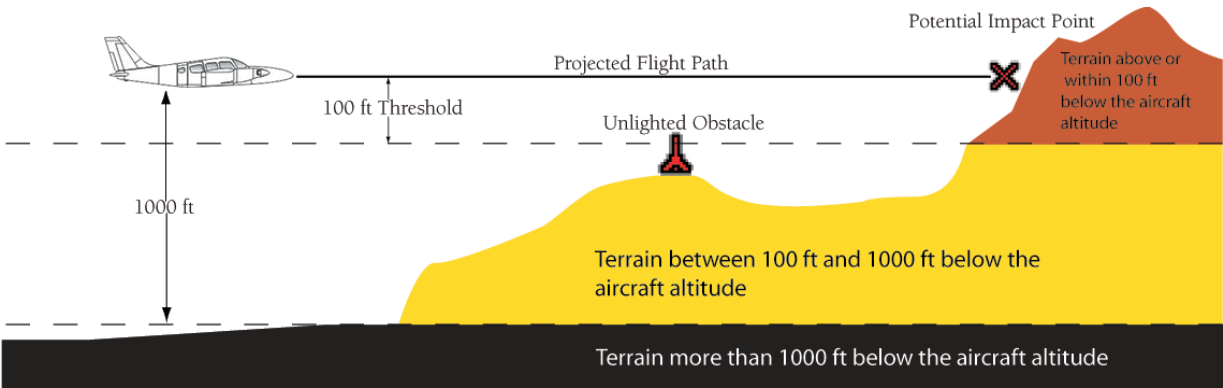 Potential Impact Point
Projected Flight Path
Terrain above or
within 100 ft
below the aircraft
altitude
100 ft Threshold
Unlighted Obstacle
1000 ft
Terrain between 100 ft and 1000 ft below the
aircraft altitude
Terrain more than 1000 ft below the aircraft altitude